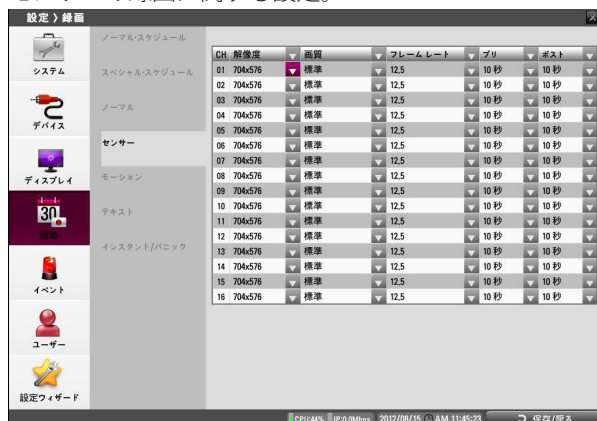 設定 〉録画
システム
デバイス
ディスプレイ
録画
イベント
ユーザー
設定ウィザード
ノーマル·スケジュール
スペシャル·スケジュール
ノーマル
センサー
モーション
テキスト
インスタント/パニック
CH 解像度 画質 フレームレート プリ ポスト
01 704x576 標準 12.5 10 秒 10 秒
02 704x576 標準 12.5 10 秒 10 秒
03 704x576 標準 12.5 10 秒 10 秒
04 704x576 標準 12.5 10 秒 10 秒
05 704x576 標準 12.5 10 秒 10 秒
06 704x576 標準 12.5 10 秒 10 秒
07 704x576 標準 12.5 10 秒 10 秒
08 704x576 標準 12.5 10 秒 10 秒
09 704x576 標準 12.5 10 秒 10 秒
10 704x576 標準 12.5 10 秒 10 秒
11 704x576 標準 12.5 10 秒 10 秒
12 704x576 標準 12.5 10 秒 10 秒
13 704x576 標準 12.5 10 秒 10 秒
14 704x576 標準 12.5 10 秒 10 秒
15 704x576 標準 12.5 10 秒 10 秒
16 704x576 標準 12.5 10 秒 10 秒
CPU:44% IP:0.0Mbps 2012/08/15 AM 11:45:23 保存/戻る